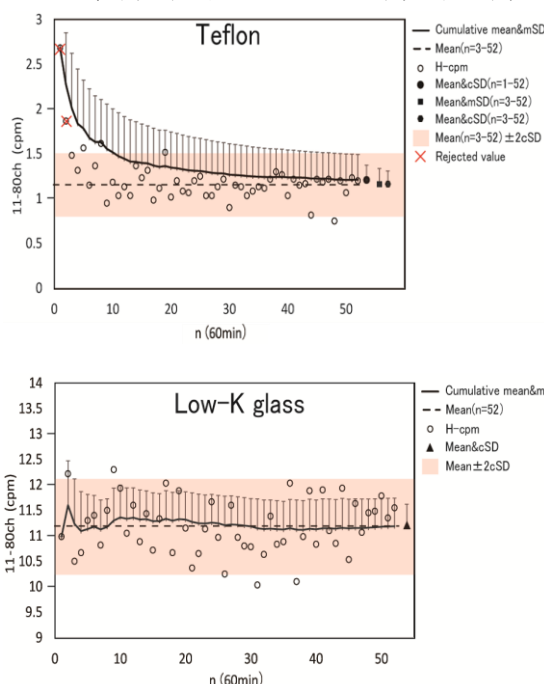 Teflon
3
2.5
2
1.5
1
0.5
0
11-80ch (cpm)
0
10
20
30
40
50
n (60min)
Cumulative mean&mSD
Mean(n=3-52)
H-cpm
Mean&cSD(n=1-52)
Mean&mSD(n=3-52)
Mean&cSD(n=3-52)
Mean(n=3-52)±2cSD
Rejected value
Low-K glass
14
13.5
13
12.5
12
11.5
11
10.5
10
9.5
9
11-80ch (cpm)
0
10
20
30
40
50
n (60min)
Cumulative mean&m
Mean(n=52)
H-cpm
Mean&cSD
Mean±2cSD